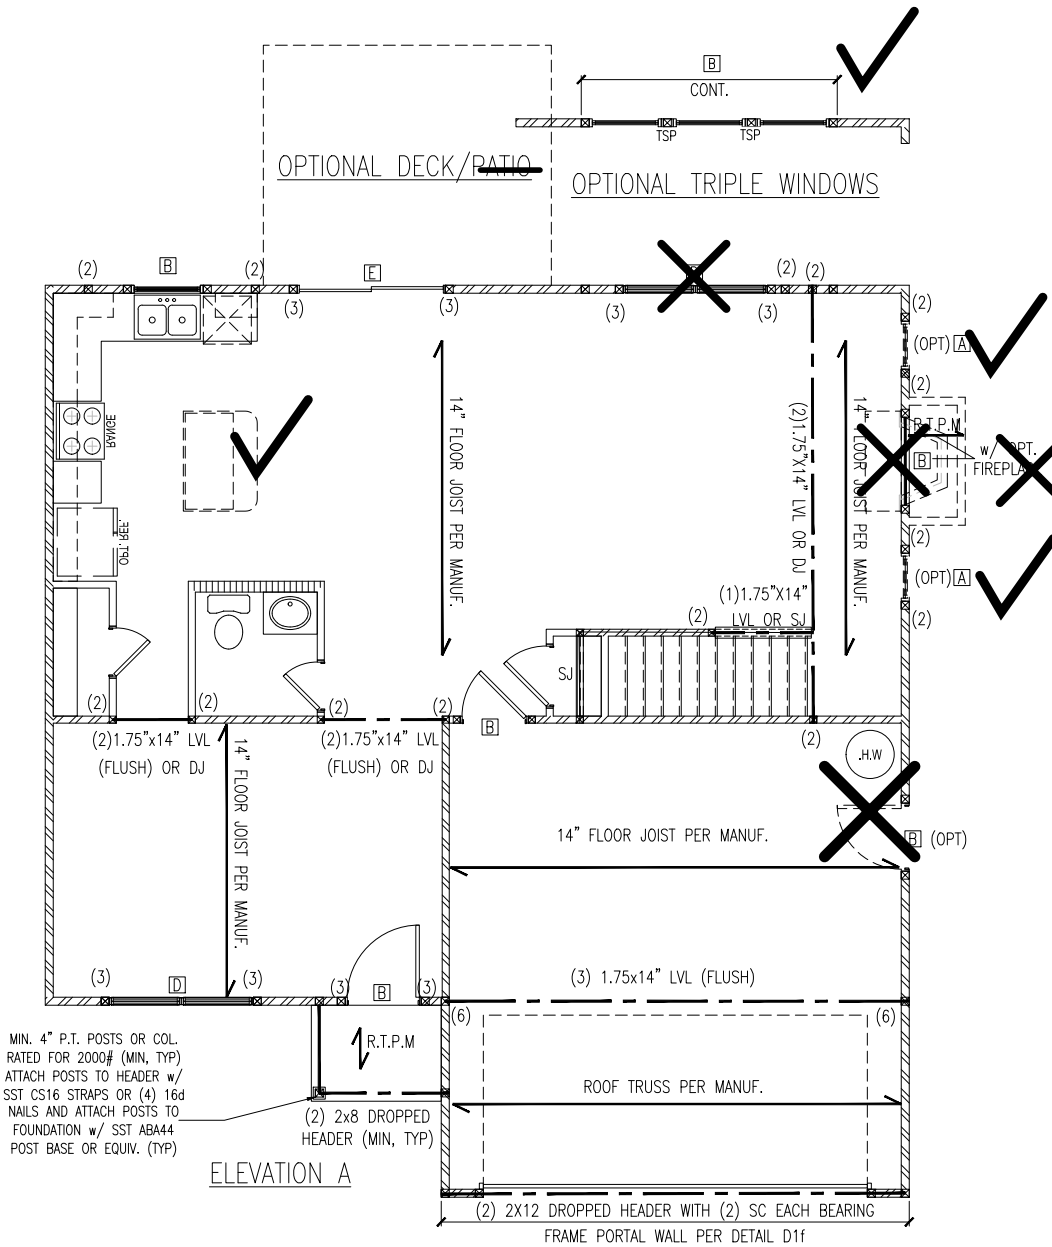 B
CONT.
TSP
TSP
OPTIONAL DECK/PATIO
OPTIONAL TRIPLE WINDOWS
(2)
B
(2)
E
(2)
(2)
(3)
(3)
(3)
(3)
(2)
(OPT) A
(2)
RANGE
14" FLOOR JOIST PER MANUF.
(2)1.75"X14" LVL OR DJ
14" FLOOR JOIST PER MANUF.
R.T.P.M
B
w/ OPT.
FIREPLA
OPT. REF.
(2)
(OPT) A
(2)
(1)1.75"X14"
LVL OR SJ
(2)
SJ
(2)
(2)
(2)
(2)
B
(2)
(2)1.75"x14" LVL
(FLUSH) OR DJ
(2)1.75"x14" LVL
(FLUSH) OR DJ
14" FLOOR JOIST PER MANUF.
H.W.
14" FLOOR JOIST PER MANUF.
B (OPT)
(3)
D
(3)
(3)
B
(3)
(3) 1.75x14" LVL (FLUSH)
(6)
(6)
R.T.P.M
MIN. 4" P.T. POSTS OR COL.
RATED FOR 2000# (MIN, TYP)
ATTACH POSTS TO HEADER w/
SST CS16 STRAPS OR (4) 16d
NAILS AND ATTACH POSTS TO
FOUNDATION w/ SST ABA44
POST BASE OR EQUIV. (TYP)
ROOF TRUSS PER MANUF.
(2) 2x8 DROPPED
HEADER (MIN, TYP)
ELEVATION A
(2) 2X12 DROPPED HEADER WITH (2) SC EACH BEARING
FRAME PORTAL WALL PER DETAIL D1f